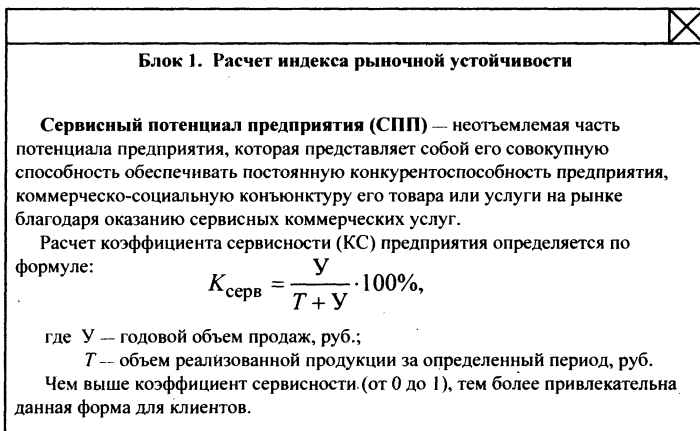 Блок 1. Расчет индекса рыночной устойчивости
Сервисный потенциал предприятия (СПП) — неотъемлемая часть
потенциала предприятия, которая представляет собой его совокупную
способность обеспечивать постоянную конкурентоспособность предприятия,
коммерческо-социальную конъюнктуру его товара или услуги на рынке
благодаря оказанию сервисных коммерческих услуг.
Расчет коэффициента сервисности (КС) предприятия определяется по
формуле:
K серв = У / (T + У) · 100%,
где У — годовой объем продаж, руб.;
T — объем реализованной продукции за определенный период, руб.
Чем выше коэффициент сервисности (от 0 до 1), тем более привлекательна
данная форма для клиентов.